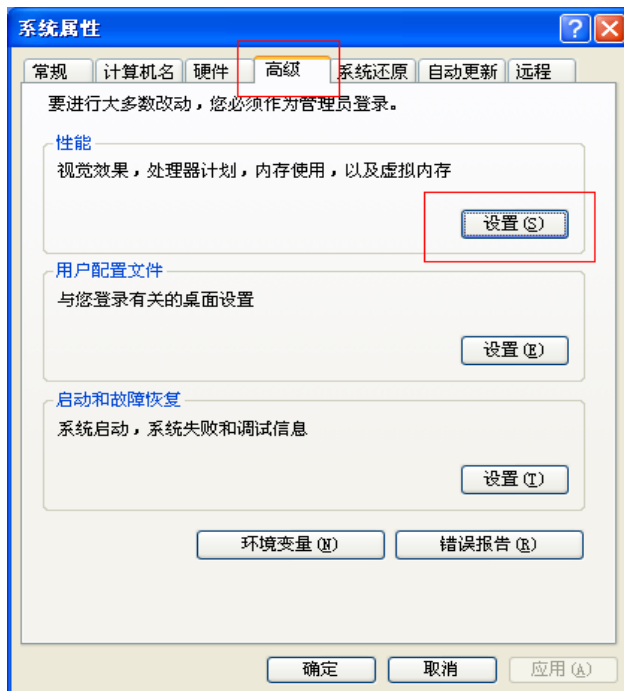 系统属性
常规 计算机名 硬件 高级 系统还原 自动更新 远程
要进行大多数改动，您必须作为管理员登录。
性能
视觉效果，处理器计划，内存使用，以及虚拟内存
设置(S)
用户配置文件
与您登录有关的桌面设置
设置(E)
启动和故障恢复
系统启动，系统失败和调试信息
设置(T)
环境变量(N) 错误报告(R)
确定 取消 应用(A)